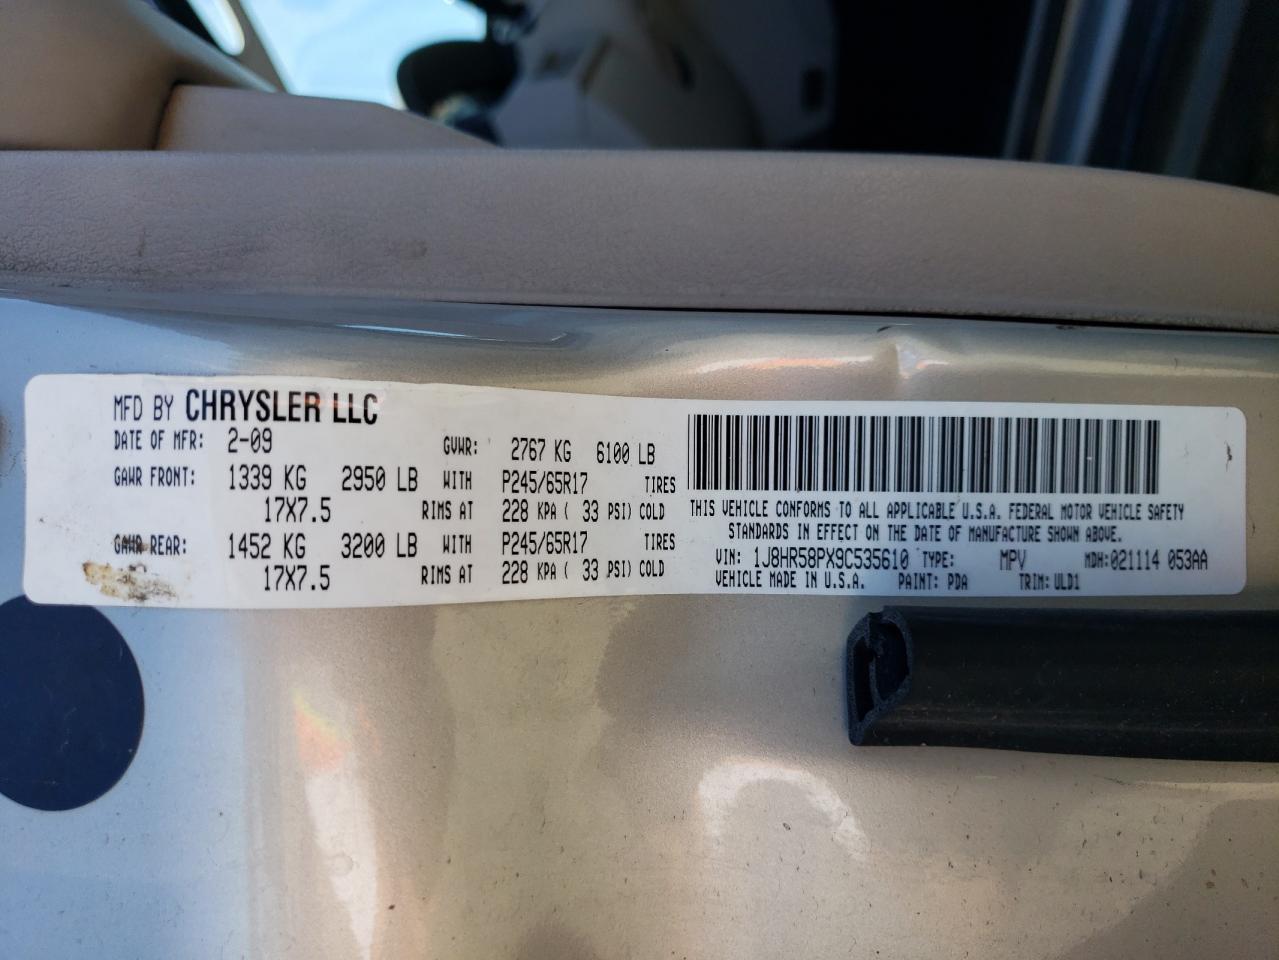 MFD BY CHRYSLER LLC
DATE OF MFR: 2-09 GVWR: 2767 KG 6100 LB
GAWR FRONT: 1339 KG 2950 LB WITH P245/65R17 TIRES
17X7.5 RIMS AT 228 KPA ( 33 PSI) COLD
GAWR REAR: 1452 KG 3200 LB WITH P245/65R17 TIRES
17X7.5 RIMS AT 228 KPA ( 33 PSI) COLD
THIS VEHICLE CONFORMS TO ALL APPLICABLE U.S.A. FEDERAL MOTOR VEHICLE SAFETY
STANDARDS IN EFFECT ON THE DATE OF MANUFACTURE SHOWN ABOVE.
VIN: 1J8HR58PX9C535610 TYPE: MPV MDH: 021114 053AA
VEHICLE MADE IN U.S.A. PAINT: PDA TRIM: ULD1